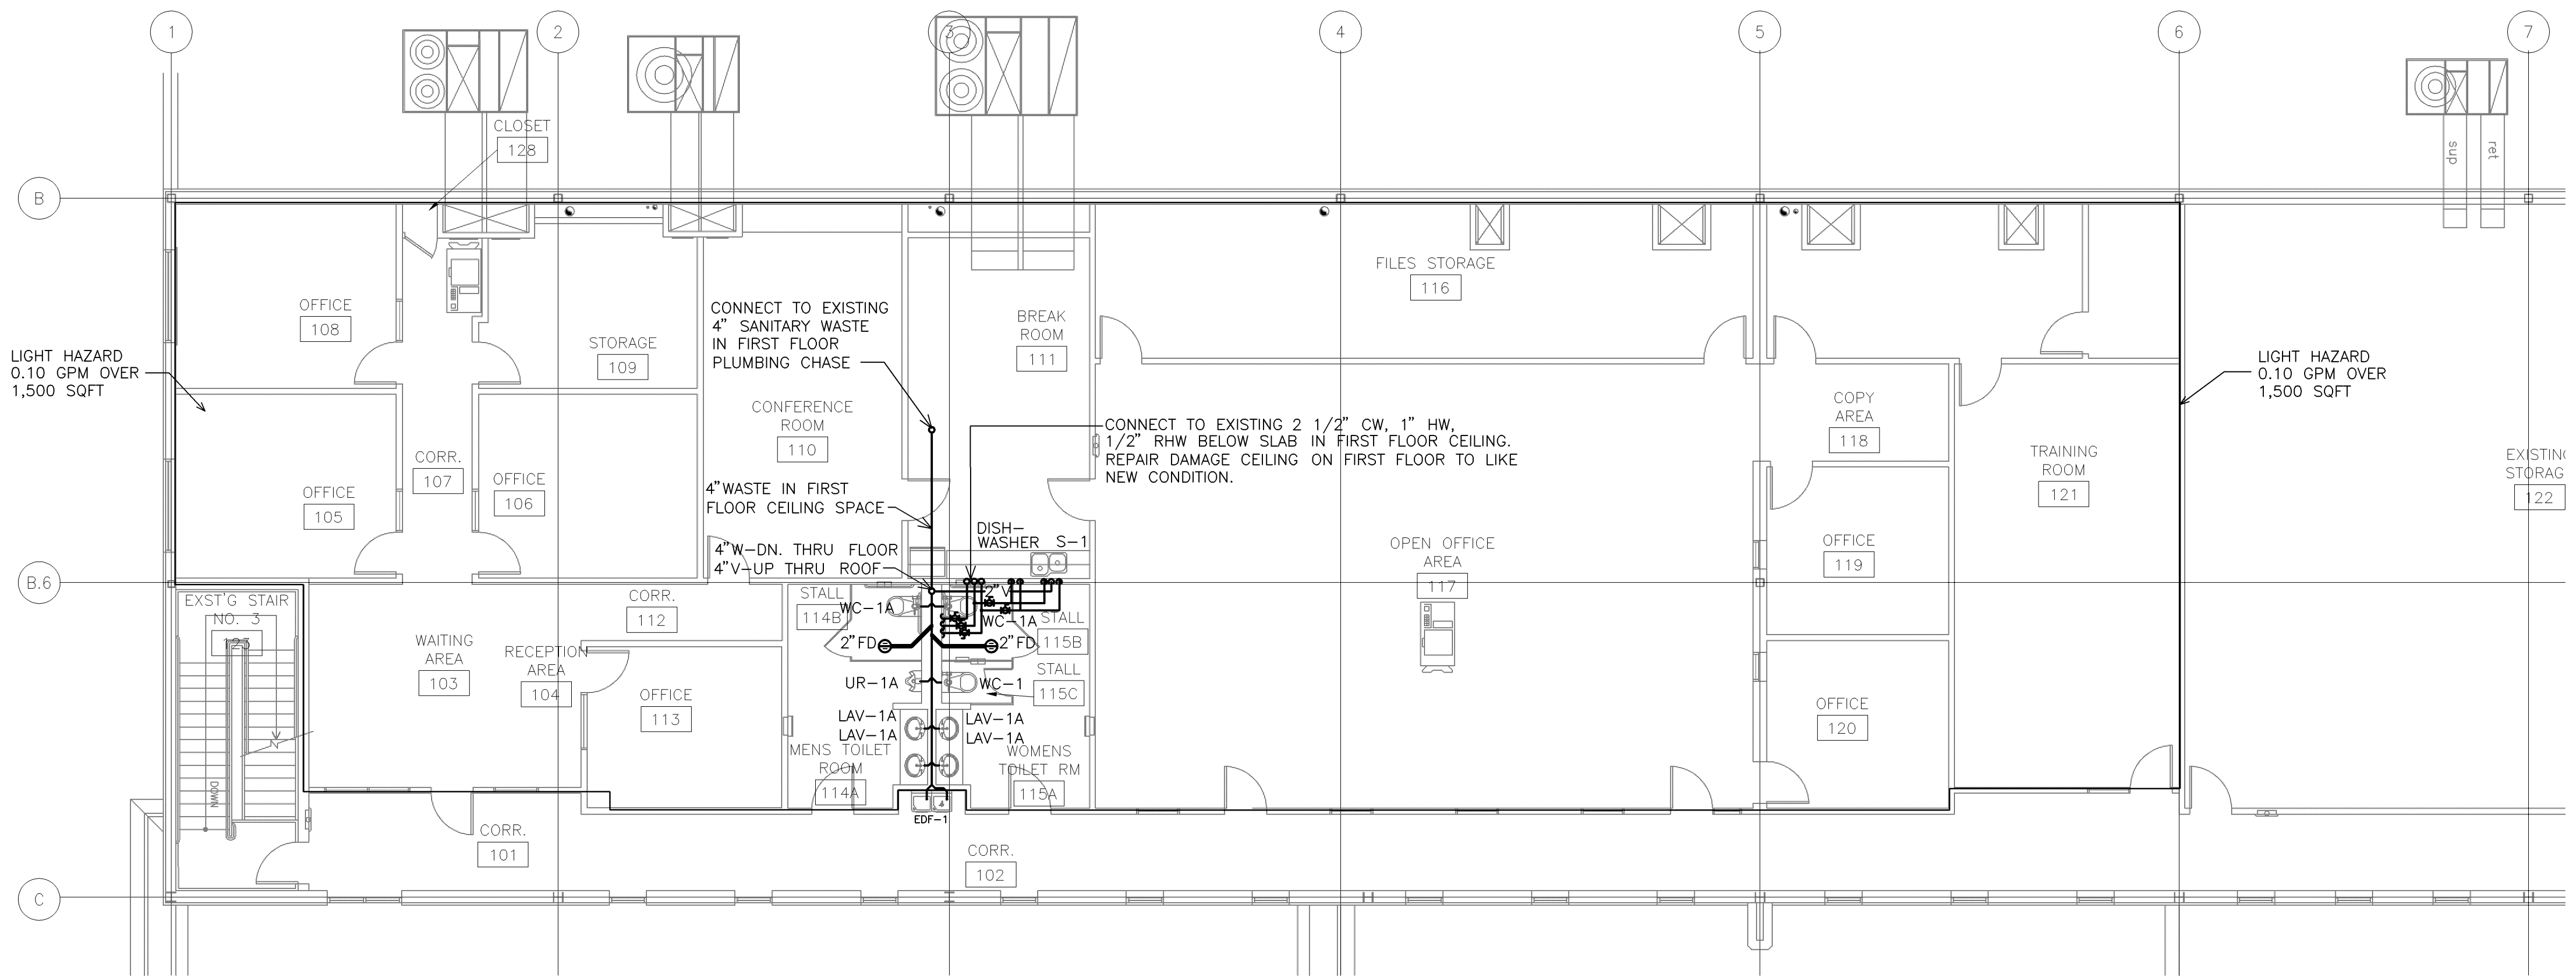 1
2
3
4
5
6
7
CLOSET
128
sup
ret
B
OFFICE
108
STORAGE
109
CONNECT TO EXISTING
4" SANITARY WASTE
IN FIRST FLOOR
PLUMBING CHASE
BREAK
ROOM
111
FILES STORAGE
116
LIGHT HAZARD
0.10 GPM OVER
1,500 SQFT
LIGHT HAZARD
0.10 GPM OVER
1,500 SQFT
CONFERENCE
ROOM
110
CONNECT TO EXISTING 2 1/2" CW, 1" HW,
1/2" RHW BELOW SLAB IN FIRST FLOOR CEILING.
REPAIR DAMAGE CEILING ON FIRST FLOOR TO LIKE
NEW CONDITION.
COPY
AREA
118
TRAINING
ROOM
121
EXISTING
STORAG
122
CORR.
107
OFFICE
105
OFFICE
106
4"WASTE IN FIRST
FLOOR CEILING SPACE
DISH-
WASHER S-1
4"W-DN. THRU FLOOR
4"V-UP THRU ROOF
OPEN OFFICE
AREA
117
OFFICE
119
B.6
EXST'G STAIR
NO. 3
123
CORR.
112
STALL
114B
WC-1A
2"V
WC-1A
STALL
115B
2"FD
2"FD
WAITING
AREA
103
RECEPTION
AREA
104
OFFICE
113
UR-1A
WC-1
STALL
115C
OFFICE
120
LAV-1A
LAV-1A
LAV-1A
LAV-1A
MENS TOILET
ROOM
114A
WOMENS
TOILET RM
115A
DOWN
EDF-1
CORR.
101
CORR.
102
C